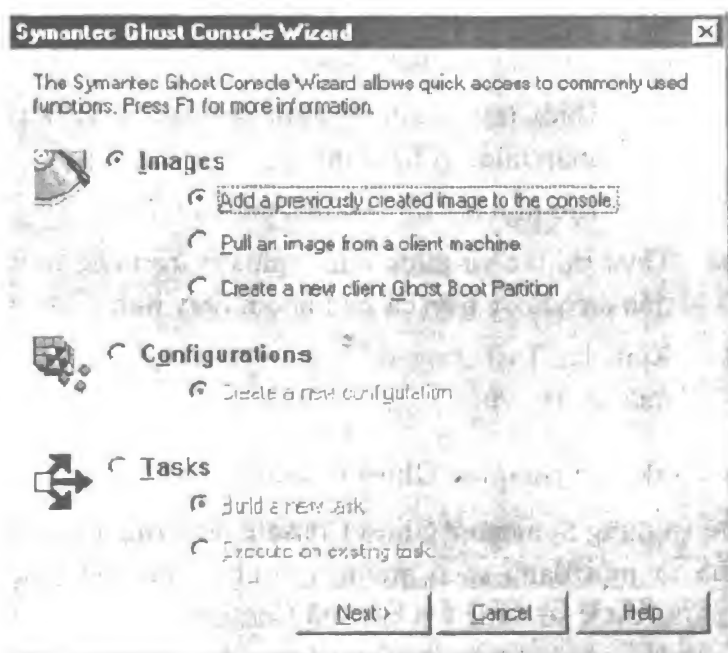 Symantec Ghost Console Wizard
The Symantec Ghost Console Wizard allows quick access to commonly used
functions. Press F1 for more information.
Images
Add a previously created image to the console.
Pull an image from a client machine
Create a new client Ghost Boot Partition
Configurations
Create a new configuration
Tasks
Build a new task
Execute an existing task
Next >
Cancel
Help